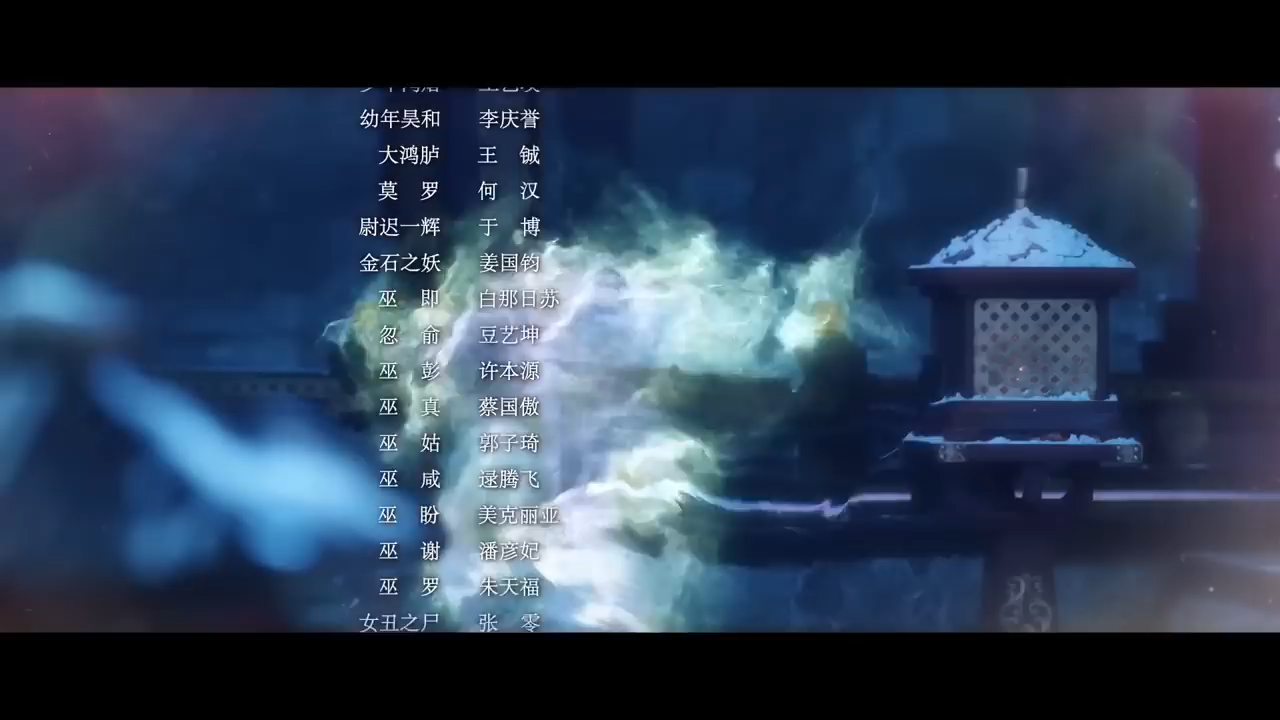 幼年昊和 李庆誉
大鸿胪 王 铖
莫 罗 何 汉
尉迟一辉 于 博
金石之妖 姜国钧
巫 即 白那日苏
忽 俞 豆艺坤
巫 彭 许本源
巫 真 蔡国傲
巫 姑 郭子琦
巫 咸 逯腾飞
巫 盼 美克丽亚
巫 谢 潘彦妃
巫 罗 朱天福
女丑之尸 张 零